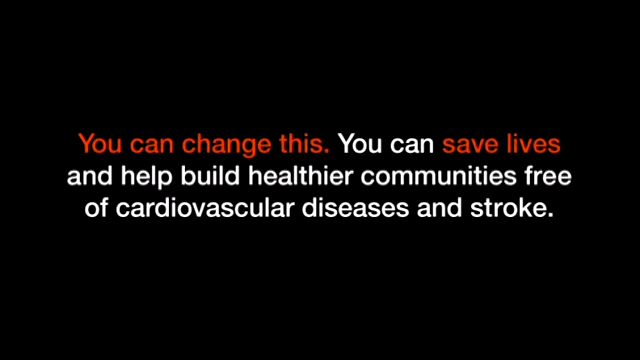 You can change this. You can save lives
and help build healthier communities free
of cardiovascular diseases and stroke.